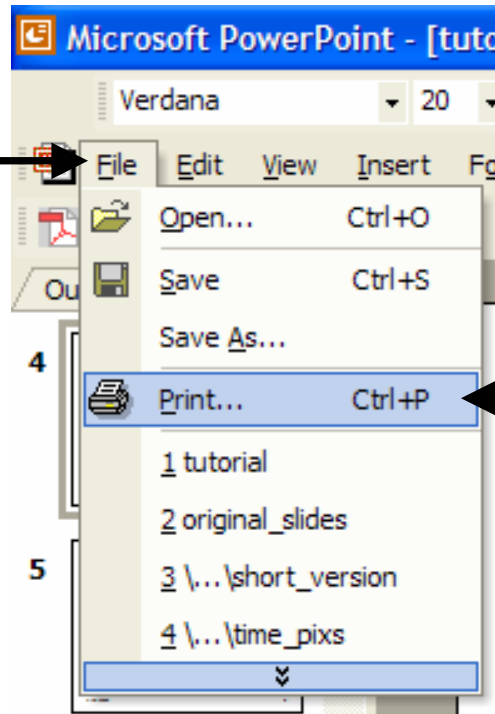 Microsoft PowerPoint - [tuto
Verdana 20
File Edit View Insert Fo
Open... Ctrl+O
Ou
Save Ctrl+S
Save As...
4
Print... Ctrl+P
1 tutorial
2 original_slides
5
3 \...\short_version
4 \...\time_pixs